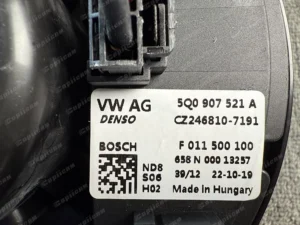 VW AG 5Q0 907 521 A
DENSO CZ246810-7191
BOSCH F 011 500 100
ND8 658 N 000 13257
S06 39/12 22-10-19
H02 Made in Hungary